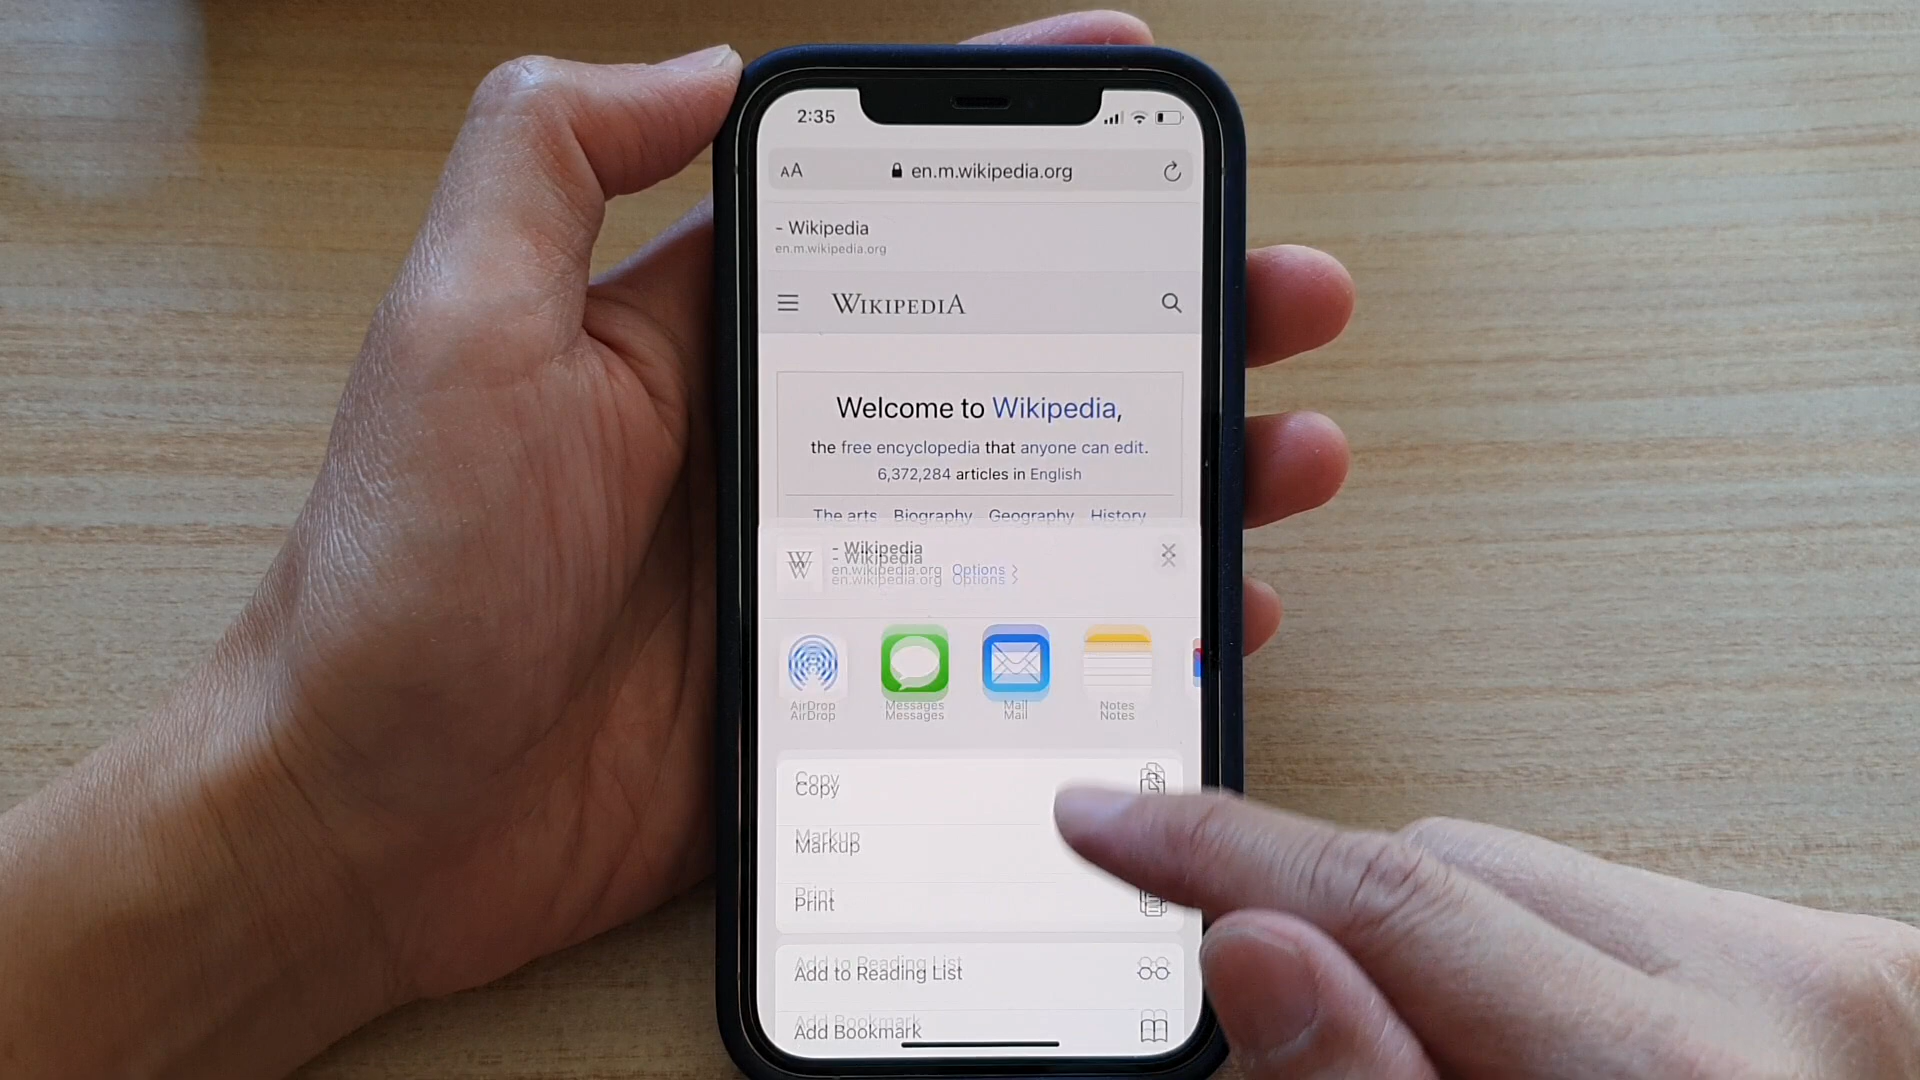 2:35
AA en.m.wikipedia.org
- Wikipedia
en.m.wikipedia.org
WIKIPEDIA
Welcome to Wikipedia,
the free encyclopedia that anyone can edit.
6,372,284 articles in English
The arts Biography Geography History
- Wikipedia
en.wikipedia.org Options >
AirDrop Messages Mail Notes
Copy
Markup
Print
Add to Reading List
Add Bookmark